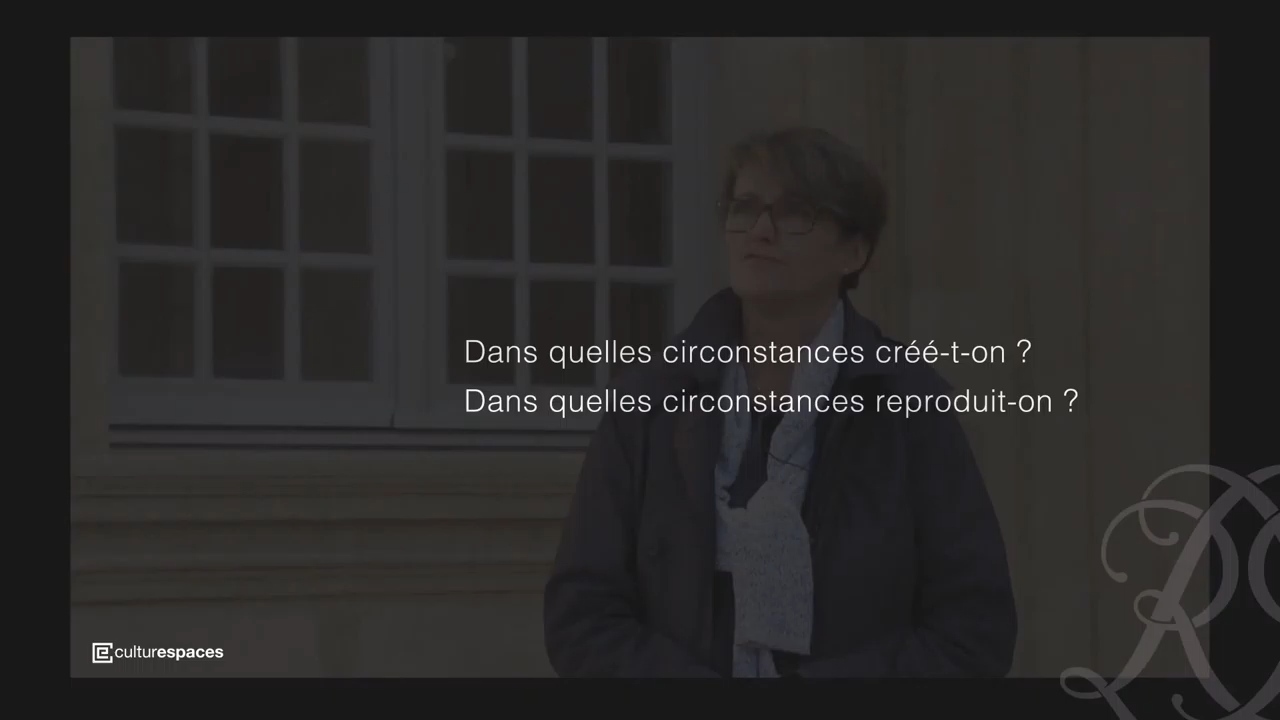 Dans quelles circonstances créé-t-on ?
Dans quelles circonstances reproduit-on ?
culturespaces